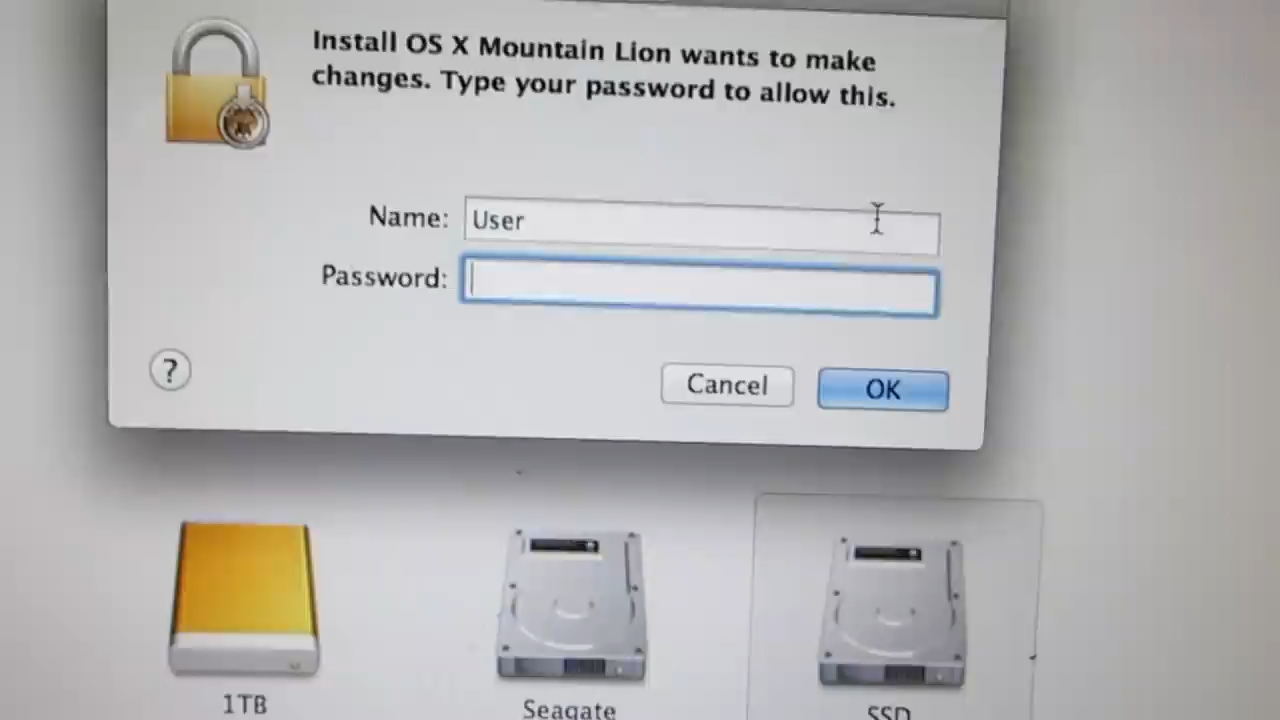 Install OS X Mountain Lion wants to make
changes. Type your password to allow this.
Name: User
Password:
?
Cancel
OK
1TB
Seagate
SSD